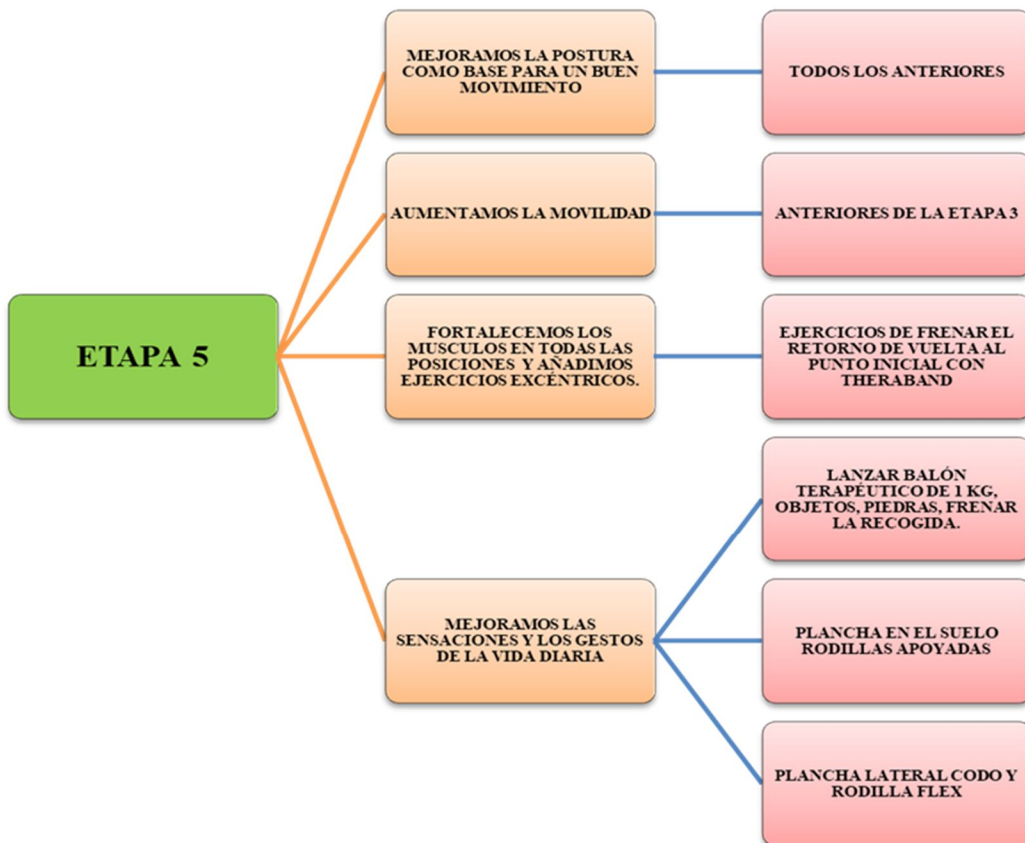 MEJORAMOS LA POSTURA
COMO BASE PARA UN BUEN
MOVIMIENTO
TODOS LOS ANTERIORES
AUMENTAMOS LA MOVILIDAD
ANTERIORES DE LA ETAPA 3
ETAPA 5
FORTALECEMOS LOS
MUSCULOS EN TODAS LAS
POSICIONES Y AÑADIMOS
EJERCICIOS EXCÉNTRICOS.
EJERCICIOS DE FRENAR EL
RETORNO DE VUELTA AL
PUNTO INICIAL CON
THERABAND
MEJORAMOS LAS
SENSACIONES Y LOS GESTOS
DE LA VIDA DIARIA
LANZAR BALÓN
TERAPÉUTICO DE 1 KG,
OBJETOS, PIEDRAS, FRENAR
LA RECOGIDA.
PLANCHA EN EL SUELO
RODILLAS APOYADAS
PLANCHA LATERAL CODO Y
RODILLA FLEX